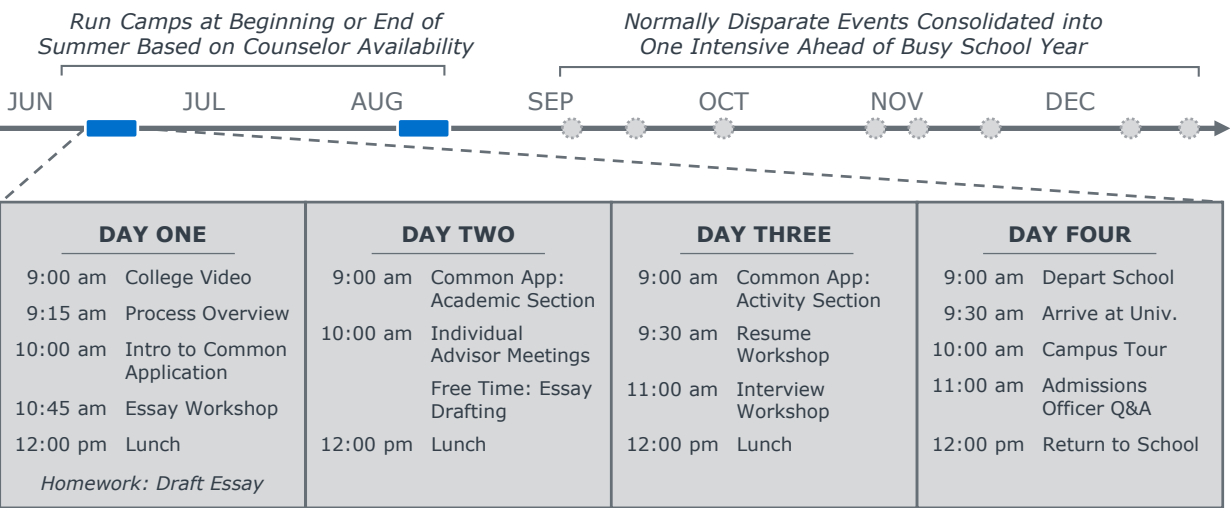 Run Camps at Beginning or End of
Summer Based on Counselor Availability
Normally Disparate Events Consolidated into
One Intensive Ahead of Busy School Year
JUN JUL AUG SEP OCT NOV DEC
DAY ONE
9:00 am College Video
9:15 am Process Overview
10:00 am Intro to Common
Application
10:45 am Essay Workshop
12:00 pm Lunch
Homework: Draft Essay
DAY TWO
9:00 am Common App:
Academic Section
10:00 am Individual
Advisor Meetings
Free Time: Essay
Drafting
12:00 pm Lunch
DAY THREE
9:00 am Common App:
Activity Section
9:30 am Resume
Workshop
11:00 am Interview
Workshop
12:00 pm Lunch
DAY FOUR
9:00 am Depart School
9:30 am Arrive at Univ.
10:00 am Campus Tour
11:00 am Admissions
Officer Q&A
12:00 pm Return to School